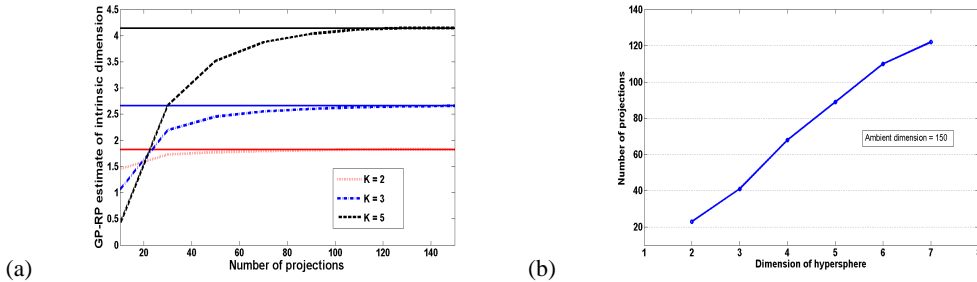 4.5
4
3.5
3
2.5
2
1.5
1
0.5
0
GP-RP estimate of intrinsic dimension
K = 2
K = 3
K = 5
20 40 60 80 100 120 140
Number of projections
(a)
140
120
100
80
60
40
20
Number of projections
Ambient dimension = 150
1 2 3 4 5 6 7 8
Dimension of hypersphere
(b)